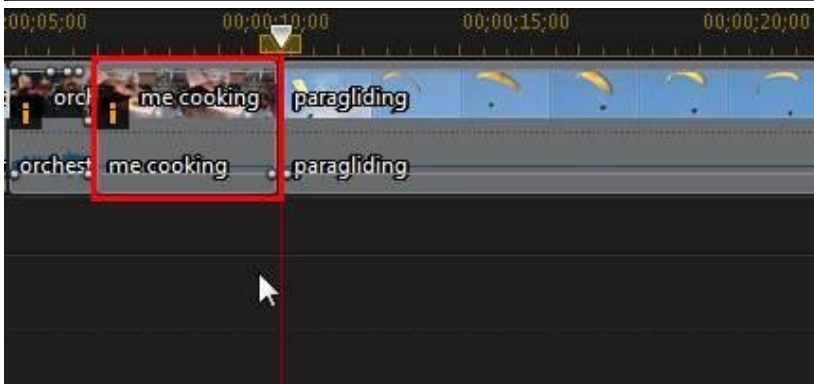 00;05;00 00;00;10;00 00;00;15;00 00;00;20;00
i orch i me cooking paragliding
orchest me cooking paragliding